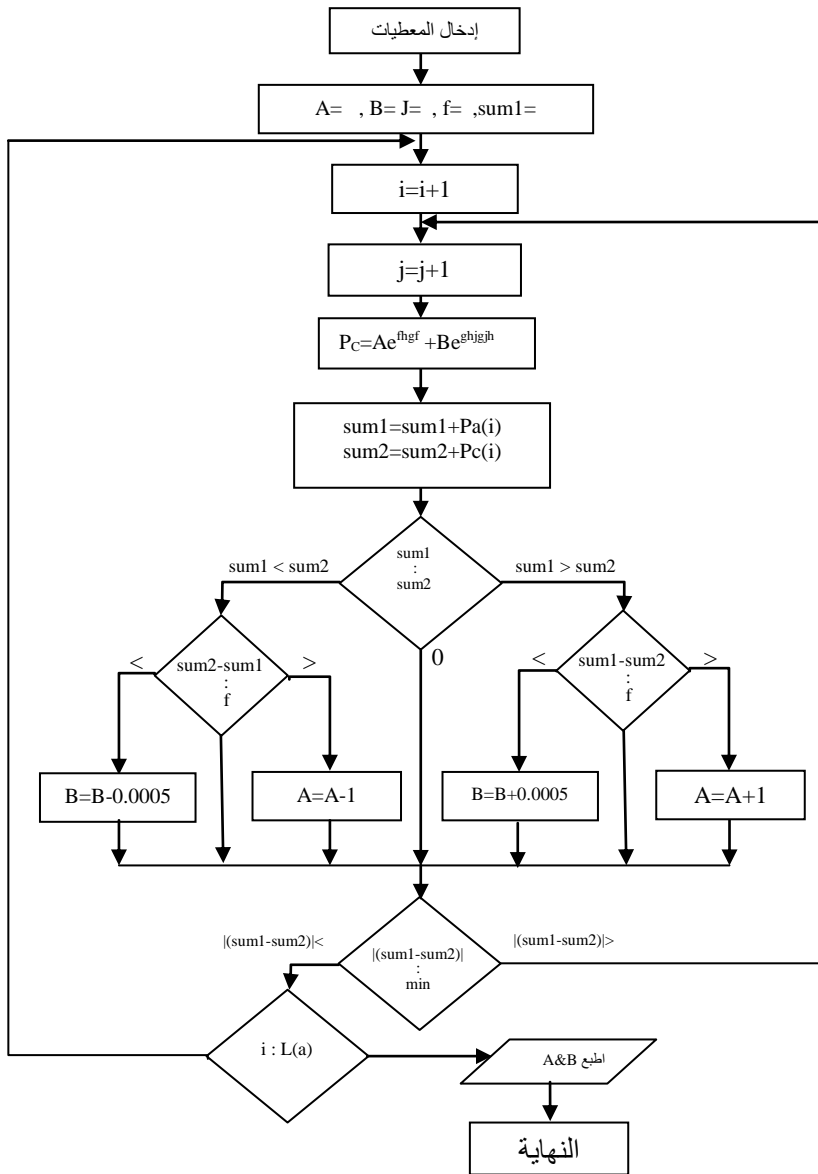 إدخال المعطيات
A= , B= J= , f= ,sum1=
i=i+1
j=j+1
P_C=Ae^fhgf +Be^ghjgjh
sum1=sum1+Pa(i)
sum2=sum2+Pc(i)
sum1
:
sum2
sum1 < sum2
sum1 > sum2
0
<
sum2-sum1
:
f
>
<
sum1-sum2
:
f
>
B=B-0.0005
A=A-1
B=B+0.0005
A=A+1
|(sum1-sum2)|<
|(sum1-sum2)|
:
min
|(sum1-sum2)|>
i : L(a)
اطبع A&B
النهاية